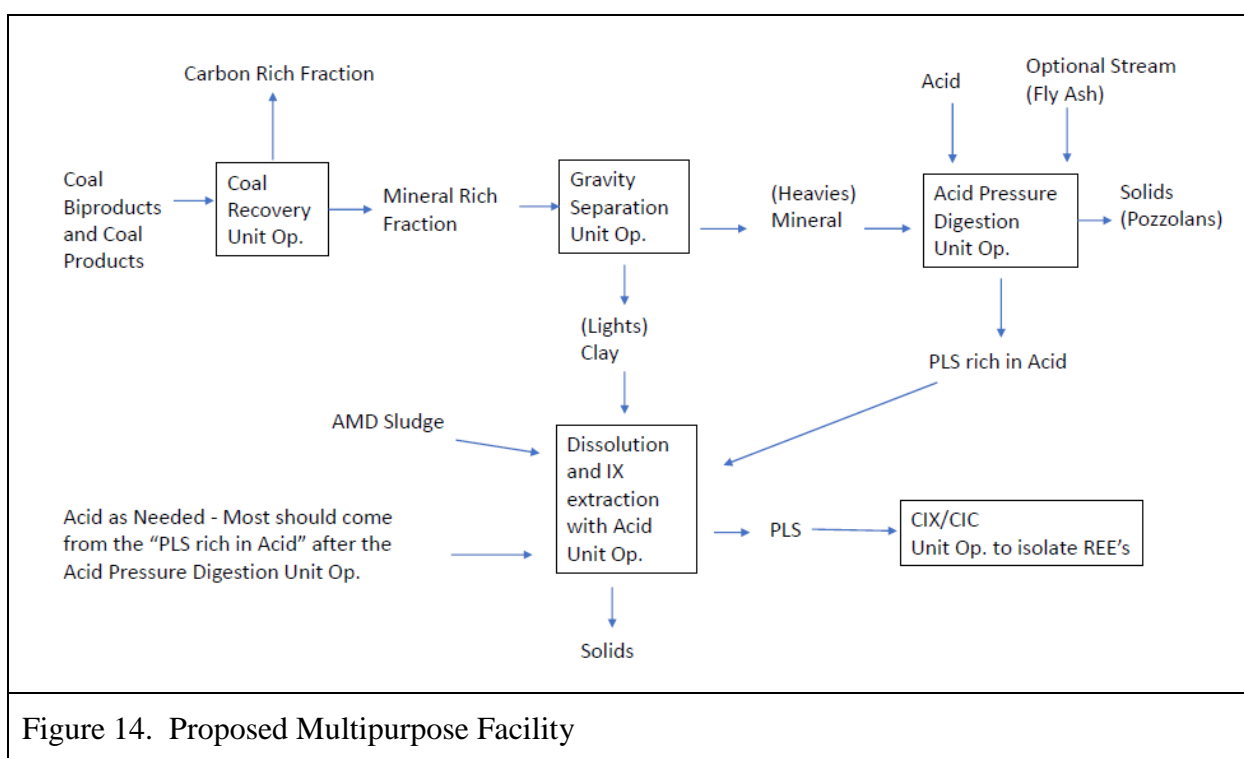 Carbon Rich Fraction
Acid
Optional Stream
(Fly Ash)
Coal
Biproducts
and Coal
Products
Coal
Recovery
Unit Op.
Mineral Rich
Fraction
Gravity
Separation
Unit Op.
(Heavies)
Mineral
Acid Pressure
Digestion
Unit Op.
Solids
(Pozzolans)
(Lights)
Clay
PLS rich in Acid
AMD Sludge
Acid as Needed - Most should come
from the “PLS rich in Acid” after the
Acid Pressure Digestion Unit Op.
Dissolution
and IX
extraction
with Acid
Unit Op.
PLS
CIX/CIC
Unit Op. to isolate REE’s
Solids
Figure 14.  Proposed Multipurpose Facility